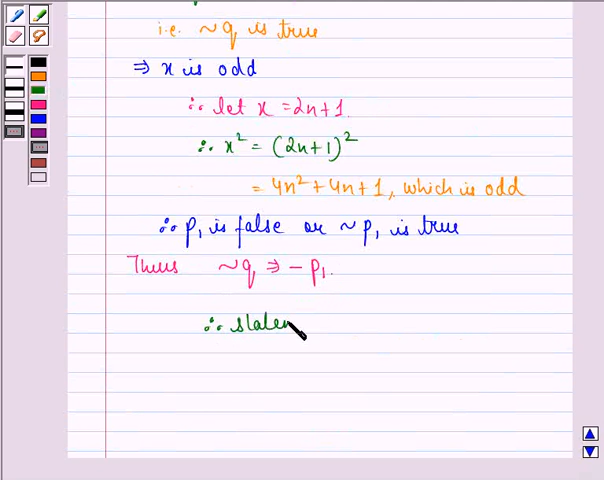 i.e. ~q is true
⇒ x is odd
∴ let x = 2n+1.
∴ x² = (2n+1)²
= 4n²+4n+1, which is odd
∴ p₁ is false or ~p₁ is true
Thus ~q ⇒ -p₁.
∴ statem